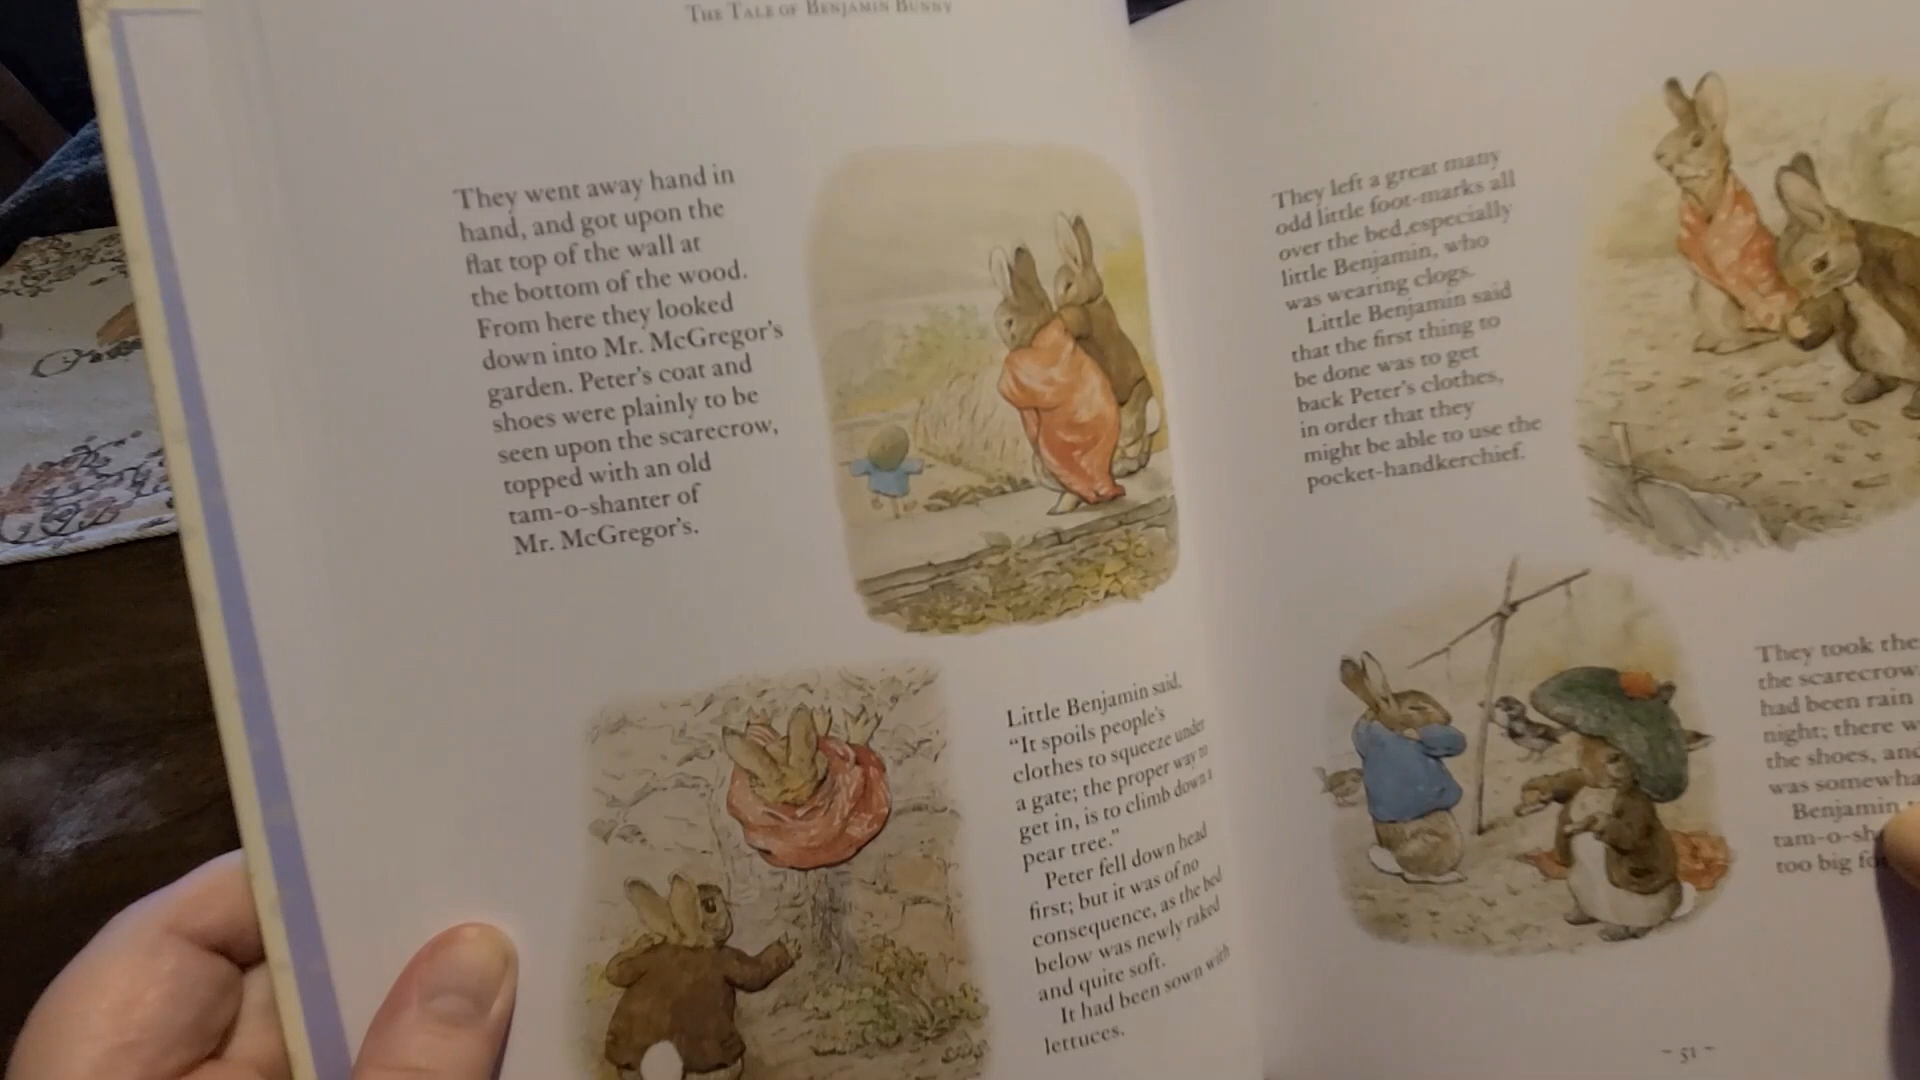 The Tale of Benjamin Bunny
They went away hand in
hand, and got upon the
flat top of the wall at
the bottom of the wood.
From here they looked
down into Mr. McGregor's
garden. Peter's coat and
shoes were plainly to be
seen upon the scarecrow,
topped with an old
tam-o-shanter of
Mr. McGregor's.
Little Benjamin said,
“It spoils people's
clothes to squeeze under
a gate; the proper way to
get in, is to climb down a
pear tree.”
Peter fell down head
first; but it was of no
consequence, as the bed
below was newly raked
and quite soft.
It had been sown with
lettuces.
They left a great many
odd little foot-marks all
over the bed,especially
little Benjamin, who
was wearing clogs.
Little Benjamin said
that the first thing to
be done was to get
back Peter's clothes,
in order that they
might be able to use the
pocket-handkerchief.
They took
the scarecrow
had been rain
night; there
the shoes,
was
Benjamin
too big
~ 51 ~